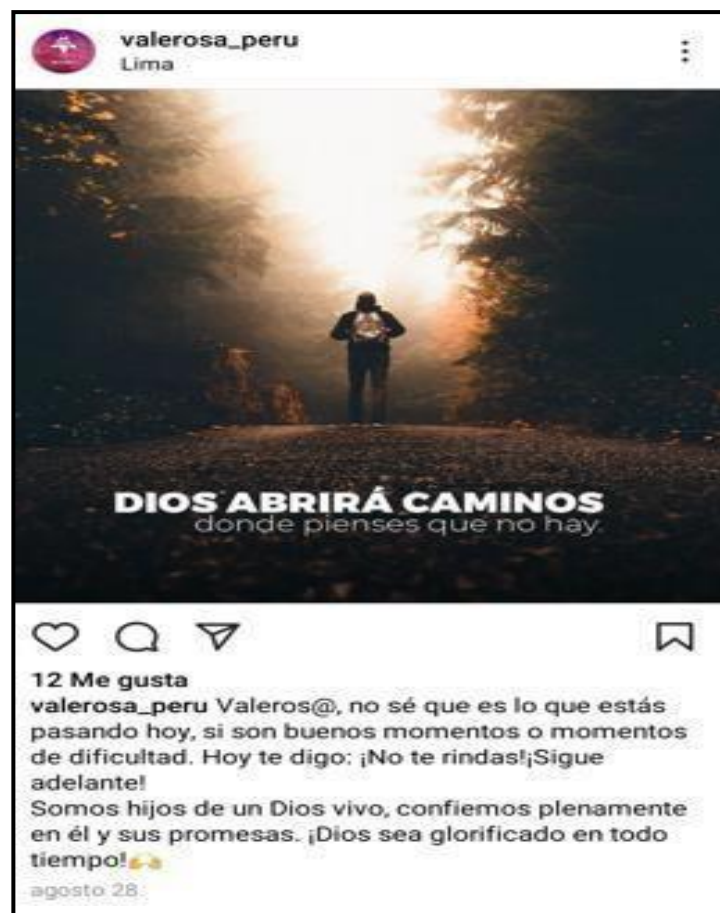 valerosa_peru
Lima
DIOS ABRIRÁ CAMINOS
donde pienses que no hay.
12 Me gusta
valerosa_peru Valeros@, no sé que es lo que estás
pasando hoy, si son buenos momentos o momentos
de dificultad. Hoy te digo: ¡No te rindas!¡Sigue
adelante!
Somos hijos de un Dios vivo, confiemos plenamente
en él y sus promesas. ¡Dios sea glorificado en todo
tiempo!🙌
agosto 28.